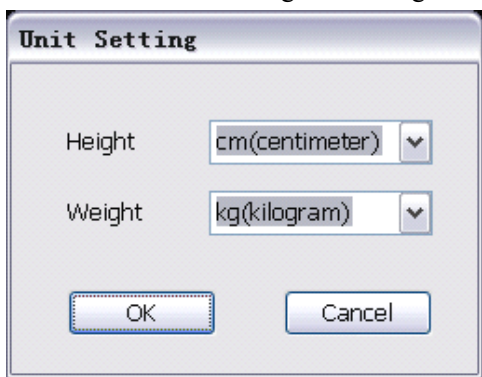 Unit Setting
Height cm(centimeter)
Weight kg(kilogram)
OK Cancel